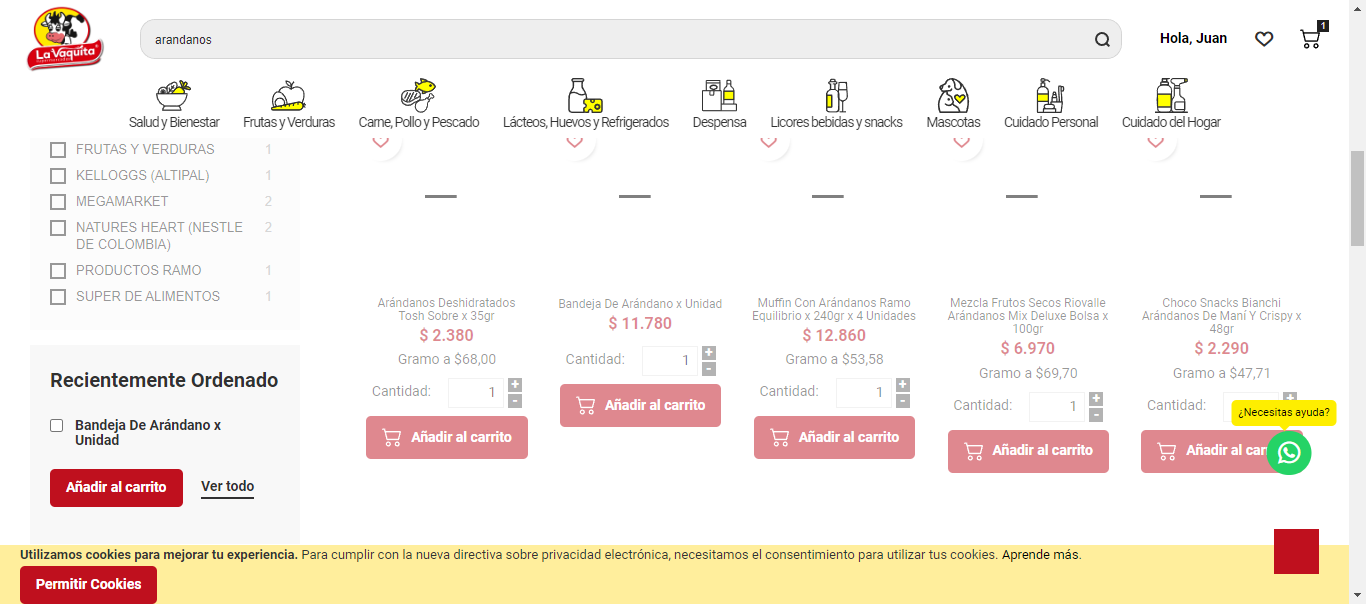 La Vaquita
arandanos
Hola, Juan
1
Salud y Bienestar
Frutas y Verduras
Carne, Pollo y Pescado
Lácteos, Huevos y Refrigerados
Despensa
Licores bebidas y snacks
Mascotas
Cuidado Personal
Cuidado del Hogar
FRUTAS Y VERDURAS 1
KELLOGGS (ALTIPAL) 1
MEGAMARKET 2
NATURES HEART (NESTLE 2
DE COLOMBIA)
PRODUCTOS RAMO 1
SUPER DE ALIMENTOS 1
Recientemente Ordenado
Bandeja De Arándano x
Unidad
Añadir al carrito
Ver todo
Arándanos Deshidratados
Tosh Sobre x 35gr
$ 2.380
Gramo a $68,00
Cantidad: 1 + -
Añadir al carrito
Bandeja De Arándano x Unidad
$ 11.780
Cantidad: 1 + -
Añadir al carrito
Muffin Con Arándanos Ramo
Equilibrio x 240gr x 4 Unidades
$ 12.860
Gramo a $53,58
Cantidad: 1 + -
Añadir al carrito
Mezcla Frutos Secos Riovalle
Arándanos Mix Deluxe Bolsa x
100gr
$ 6.970
Gramo a $69,70
Cantidad: 1 + -
Añadir al carrito
Choco Snacks Bianchi
Arándanos De Maní Y Crispy x
48gr
$ 2.290
Gramo a $47,71
Cantidad:
Añadir al car
¿Necesitas ayuda?
Utilizamos cookies para mejorar tu experiencia. Para cumplir con la nueva directiva sobre privacidad electrónica, necesitamos el consentimiento para utilizar tus cookies. Aprende más.
Permitir Cookies